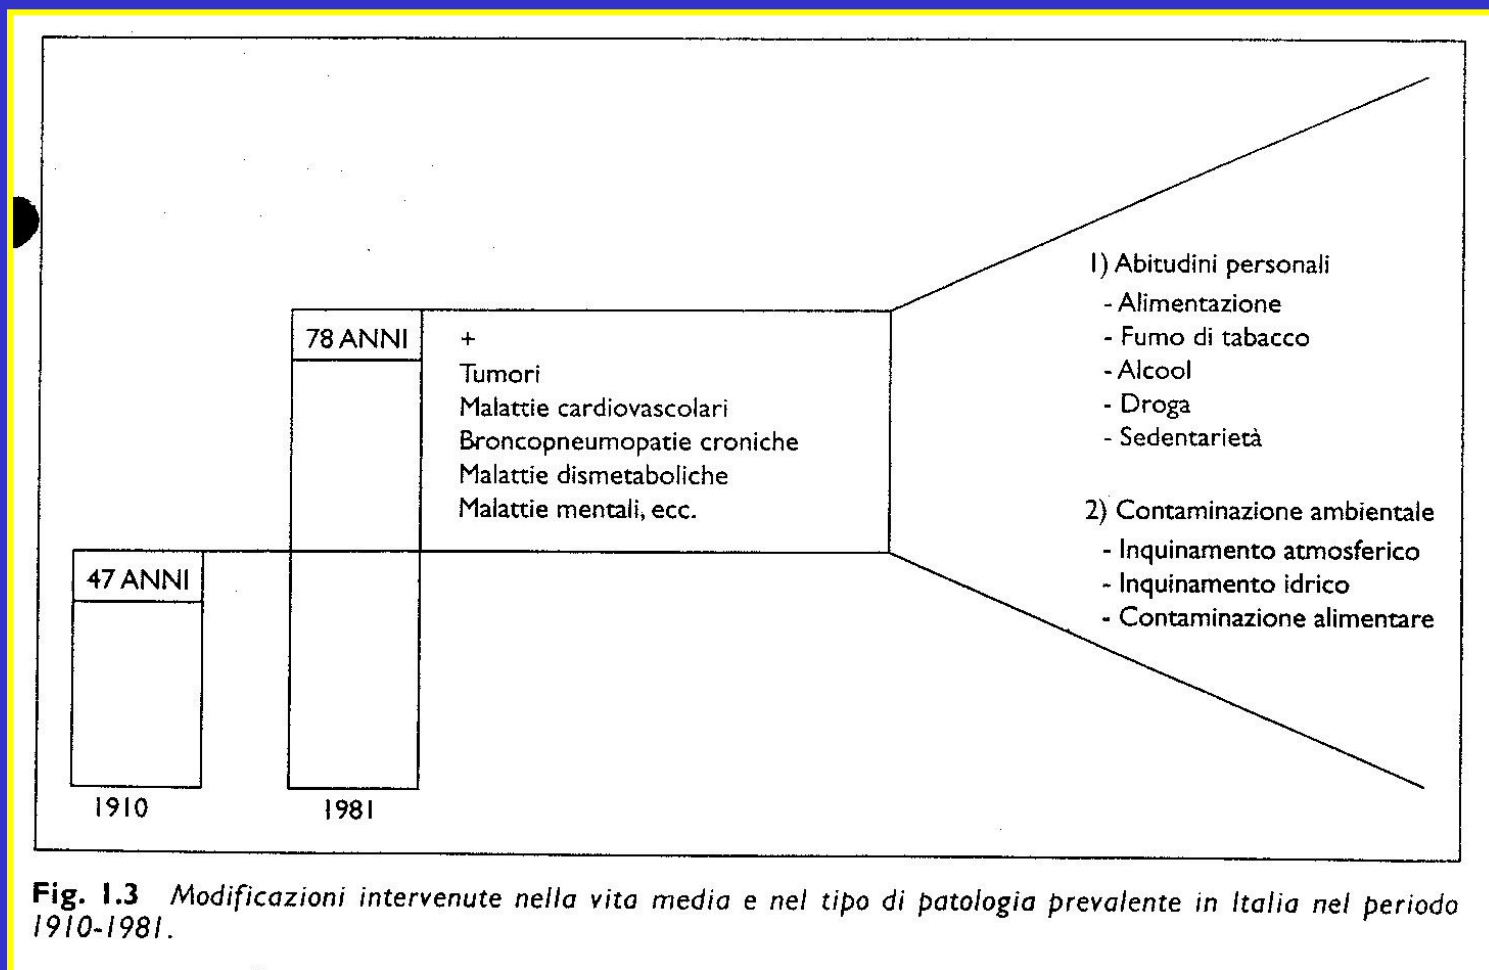 78 ANNI
+
Tumori
Malattie cardiovascolari
Broncopneumopatie croniche
Malattie dismetaboliche
Malattie mentali, ecc.
47 ANNI
1910
1981
1) Abitudini personali
- Alimentazione
- Fumo di tabacco
- Alcool
- Droga
- Sedentarietà
2) Contaminazione ambientale
- Inquinamento atmosferico
- Inquinamento idrico
- Contaminazione alimentare
Fig. 1.3 Modificazioni intervenute nella vita media e nel tipo di patologia prevalente in Italia nel periodo
1910-1981.